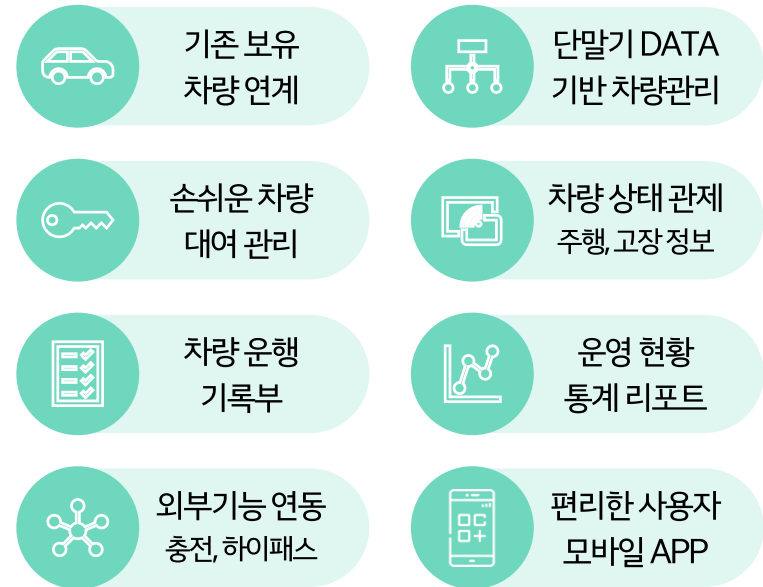 기존 보유
차량 연계
단말기 DATA
기반 차량관리
손쉬운 차량
대여 관리
차량 상태 관제
주행, 고장 정보
차량 운행
기록부
운영 현황
통계 리포트
외부기능 연동
충전, 하이패스
편리한 사용자
모바일 APP